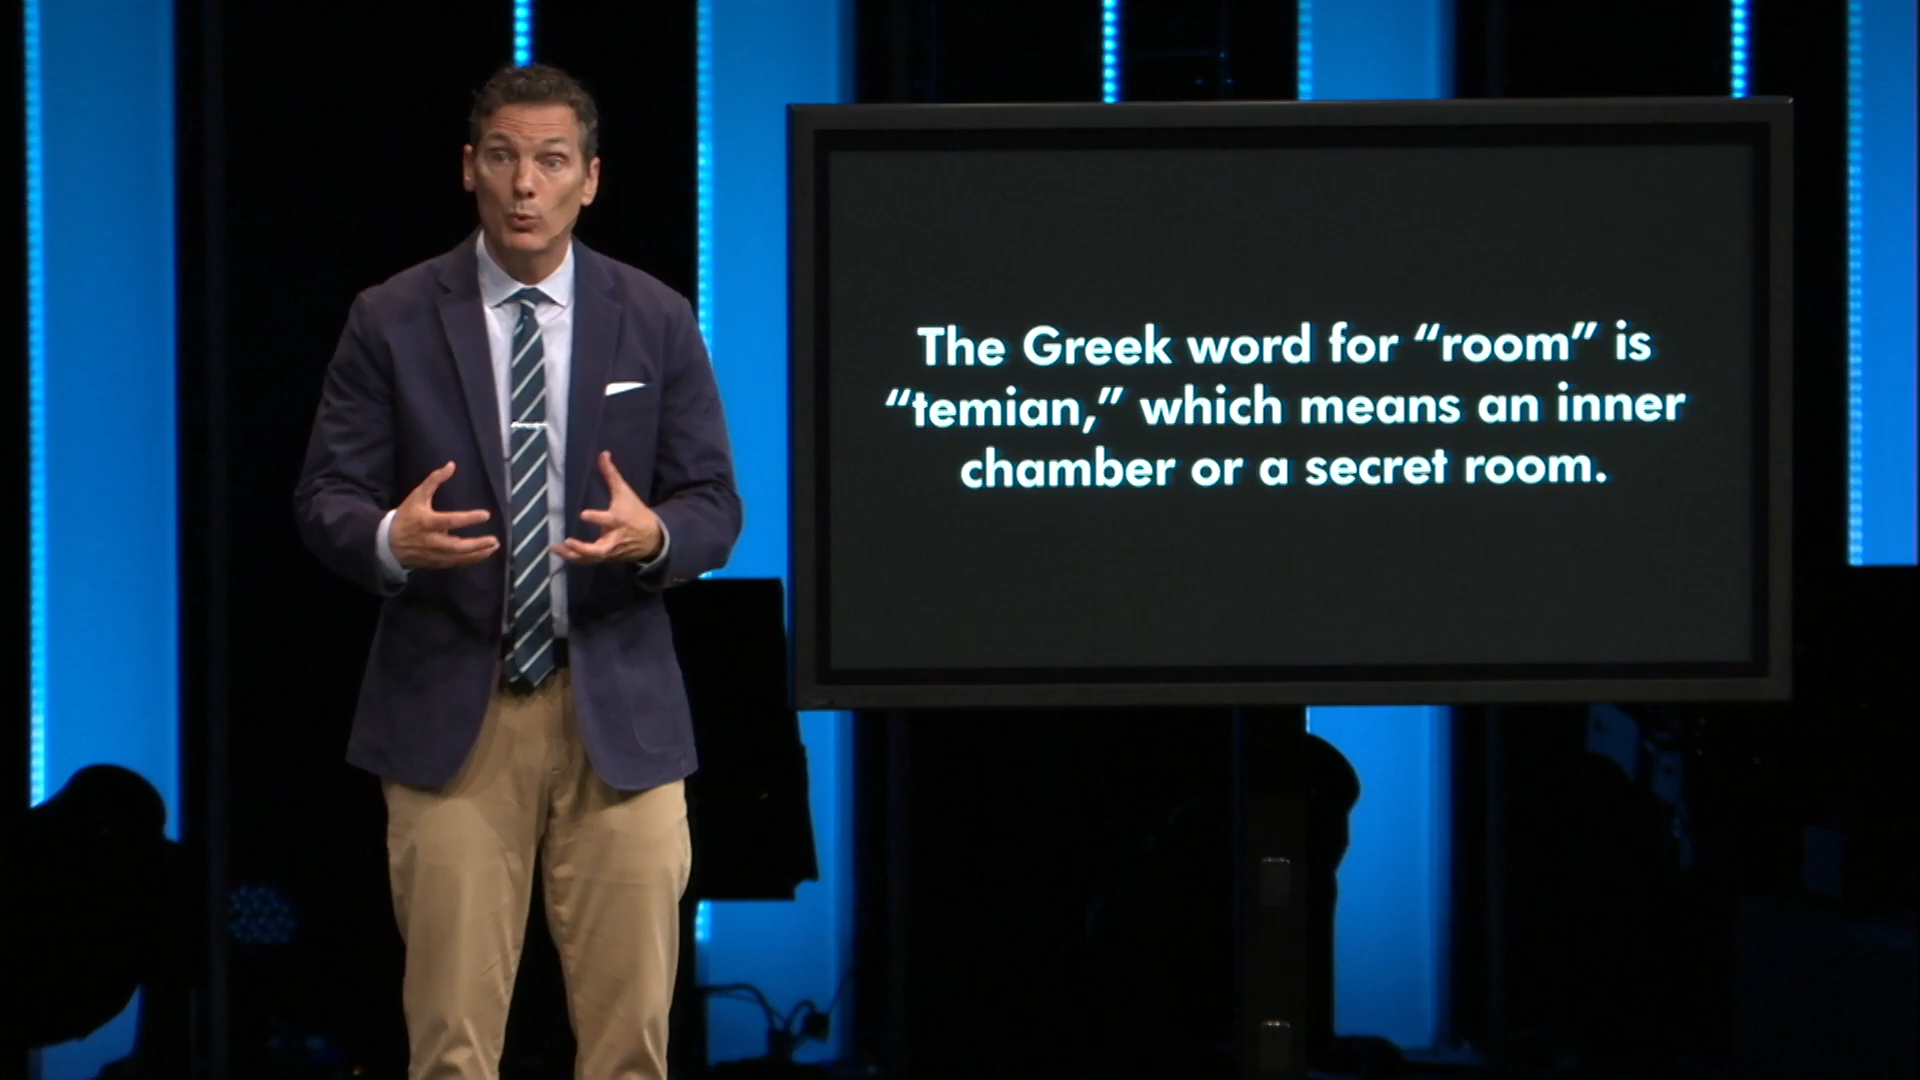 The Greek word for “room” is
“temian,” which means an inner
chamber or a secret room.